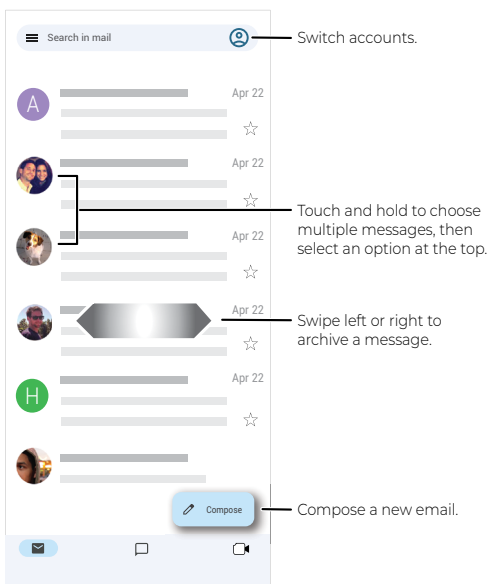 Search in mail
Switch accounts.
A
Apr 22
Apr 22
Touch and hold to choose
multiple messages, then
select an option at the top.
Apr 22
Apr 22
Swipe left or right to
archive a message.
H
Apr 22
Compose
Compose a new email.